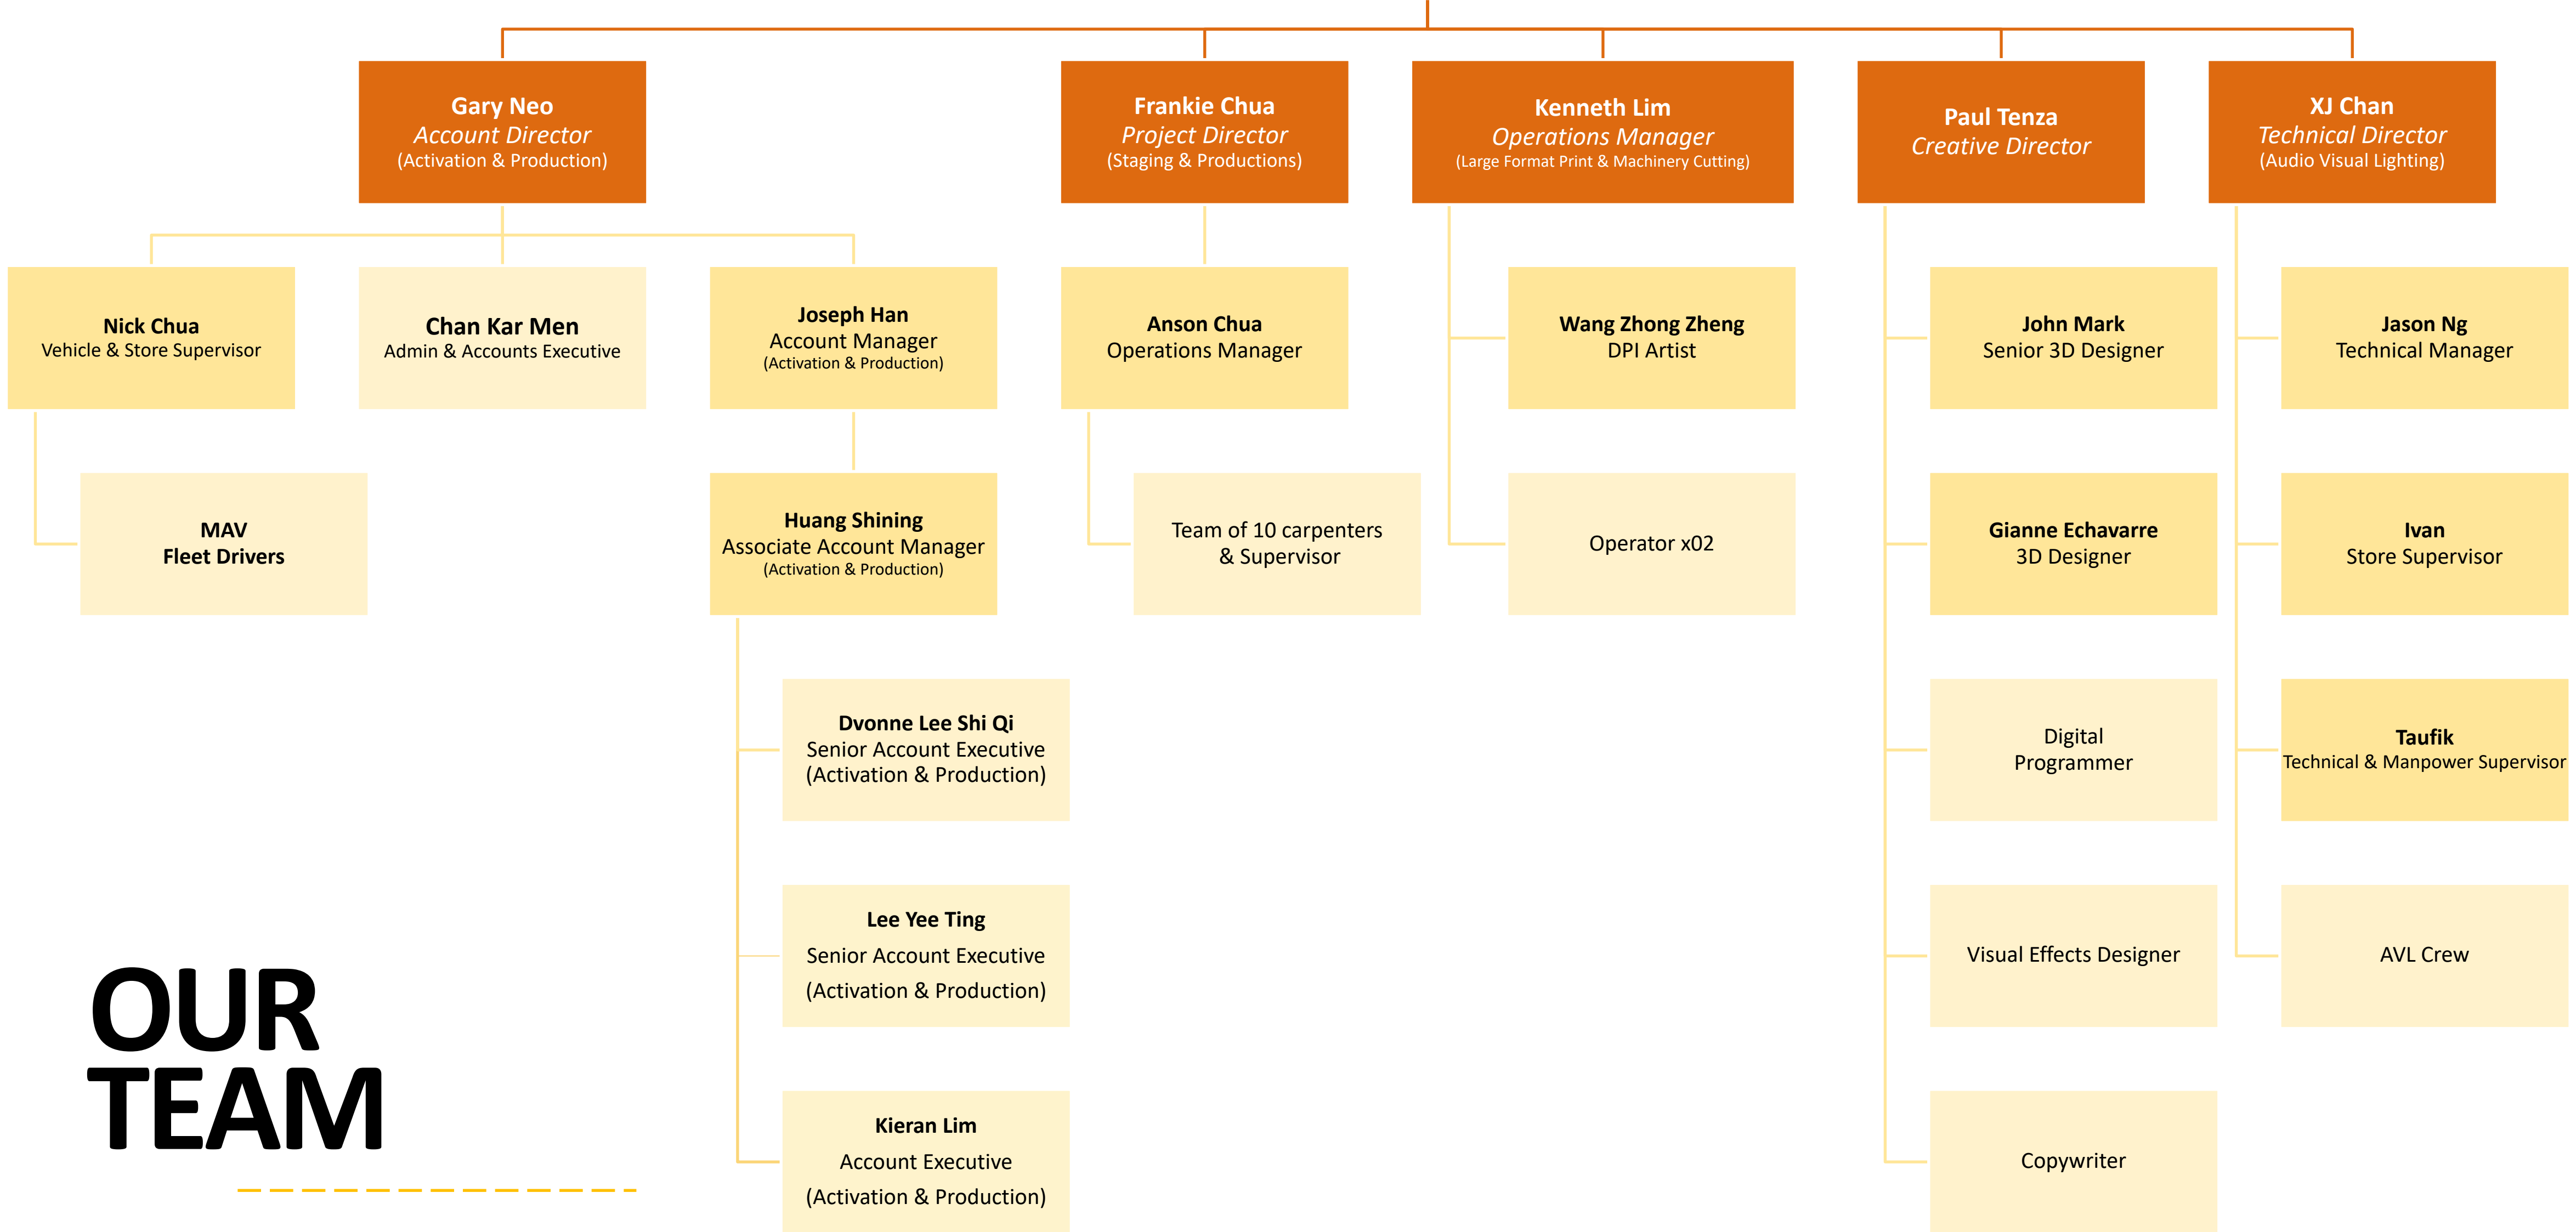 Gary Neo
Account Director
(Activation & Production)
Frankie Chua
Project Director
(Staging & Productions)
Kenneth Lim
Operations Manager
(Large Format Print & Machinery Cutting)
Paul Tenza
Creative Director
XJ Chan
Technical Director
(Audio Visual Lighting)
Nick Chua
Vehicle & Store Supervisor
Chan Kar Men
Admin & Accounts Executive
Joseph Han
Account Manager
(Activation & Production)
Anson Chua
Operations Manager
Wang Zhong Zheng
DPI Artist
John Mark
Senior 3D Designer
Jason Ng
Technical Manager
MAV
Fleet Drivers
Huang Shining
Associate Account Manager
(Activation & Production)
Team of 10 carpenters
& Supervisor
Operator x02
Gianne Echavarre
3D Designer
Ivan
Store Supervisor
Dvonne Lee Shi Qi
Senior Account Executive
(Activation & Production)
Digital
Programmer
Taufik
Technical & Manpower Supervisor
Lee Yee Ting
Senior Account Executive
(Activation & Production)
Visual Effects Designer
AVL Crew
Kieran Lim
Account Executive
(Activation & Production)
Copywriter
OUR
TEAM